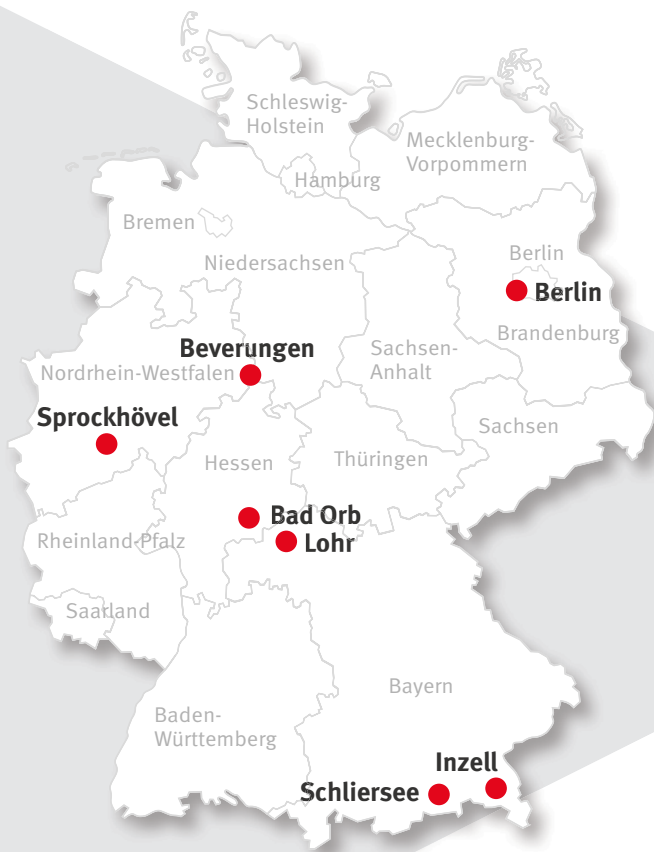 Schleswig-
Holstein
Mecklenburg-
Vorpommern
Hamburg
Bremen
Niedersachsen
Berlin
Berlin
Brandenburg
Beverungen
Sachsen-
Anhalt
Nordrhein-Westfalen
Sprockhövel
Sachsen
Hessen
Thüringen
Bad Orb
Lohr
Rheinland-Pfalz
Saarland
Bayern
Baden-
Württemberg
Inzell
Schliersee